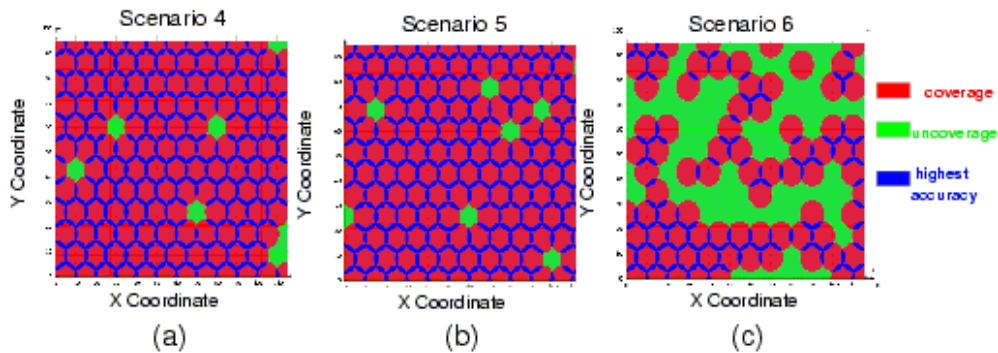 Scenario 4
Scenario 5
Scenario 6
Y Coordinate
Y Coordinate
Y Coordinate
X Coordinate
X Coordinate
X Coordinate
coverage
uncoverage
highest
accuracy
(a)
(b)
(c)